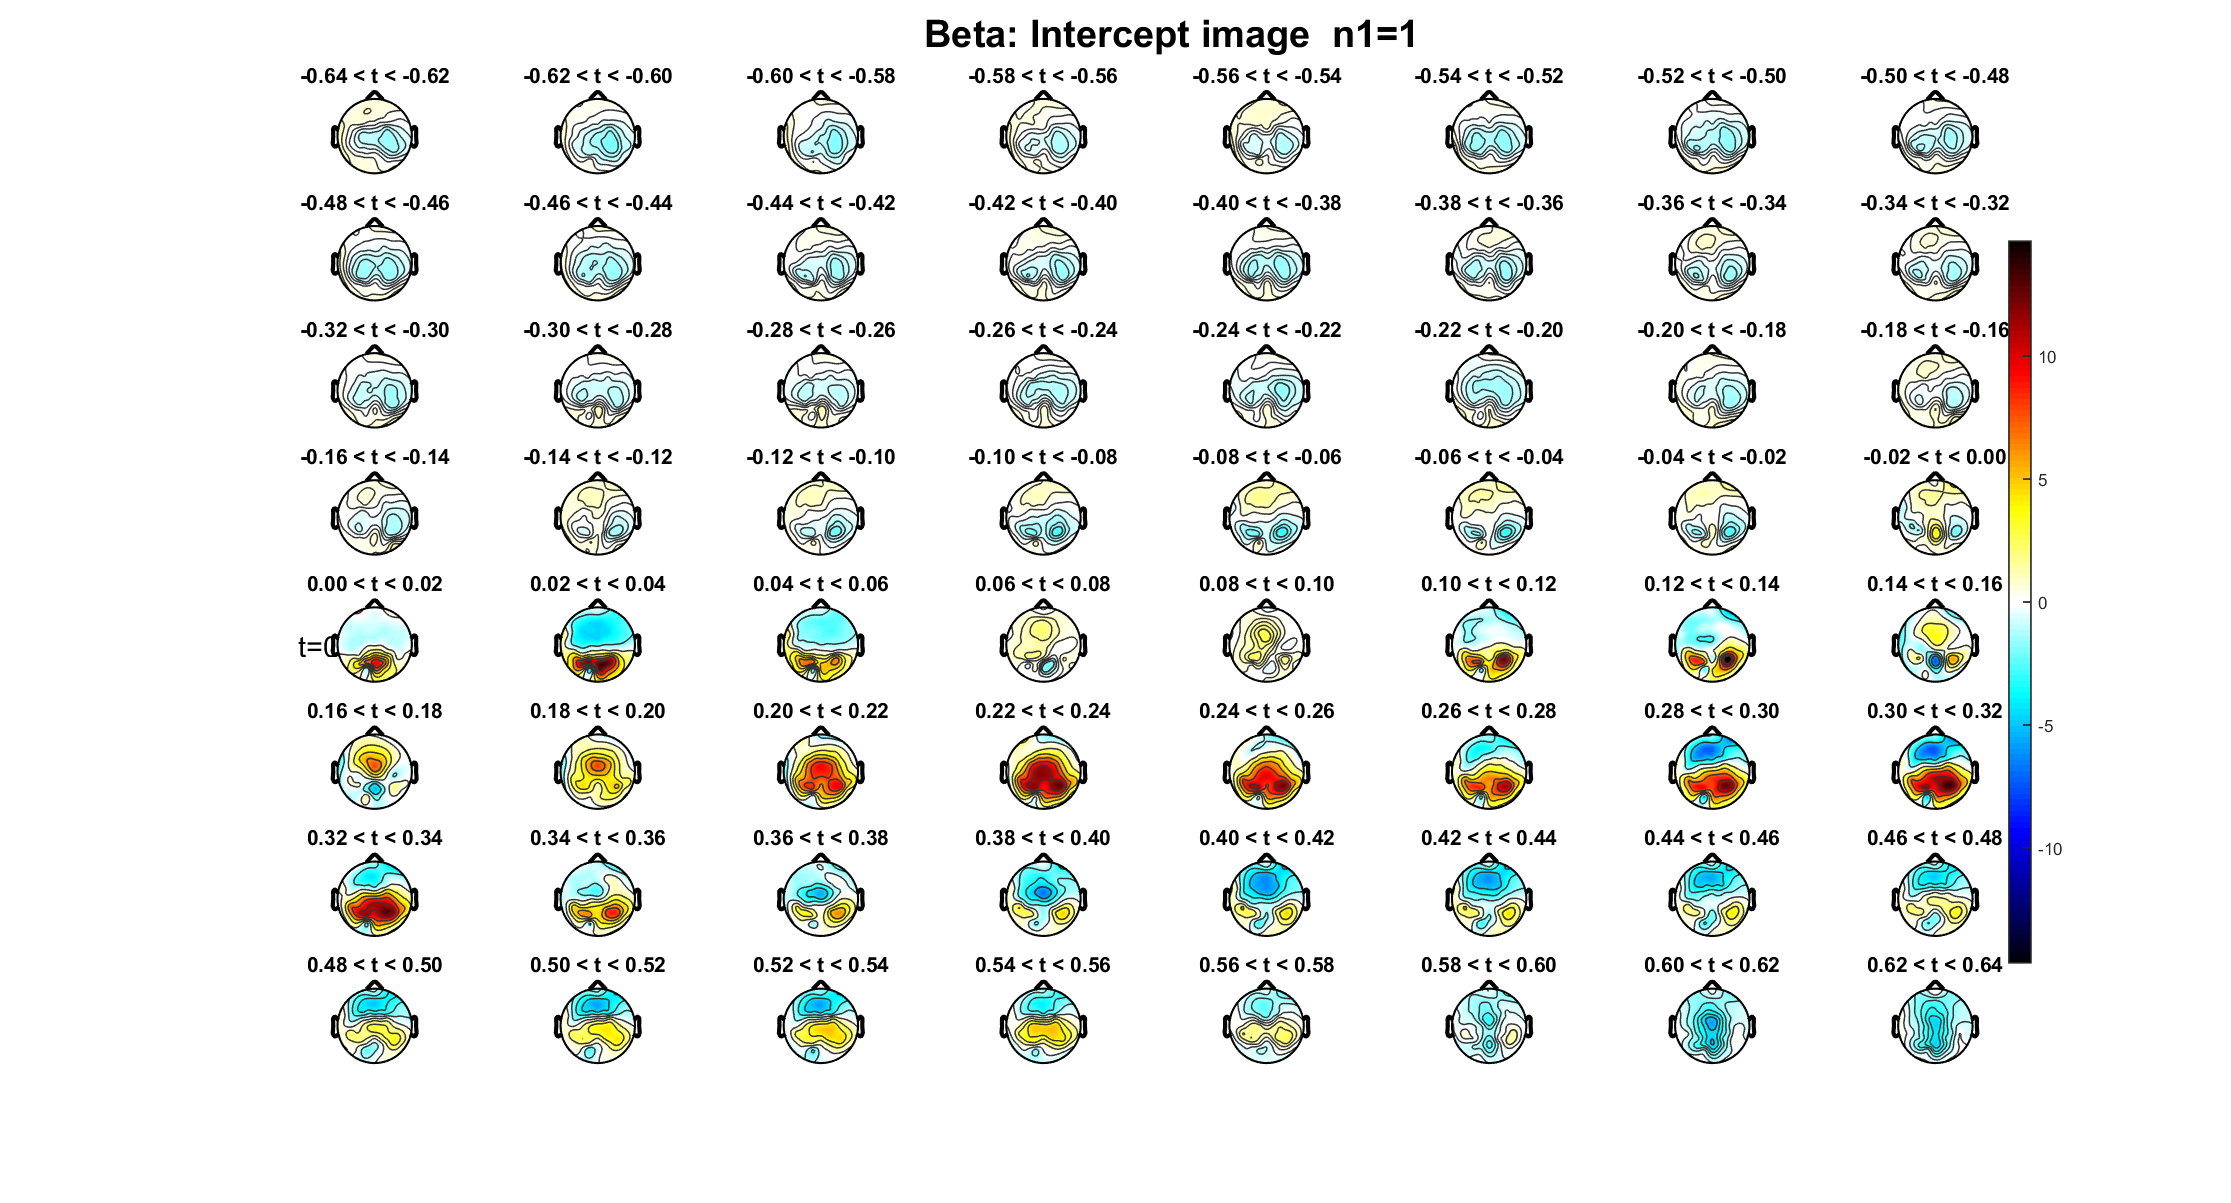 Beta: Intercept image  n1=1
-0.64 < t < -0.62 -0.62 < t < -0.60 -0.60 < t < -0.58 -0.58 < t < -0.56 -0.56 < t < -0.54 -0.54 < t < -0.52 -0.52 < t < -0.50 -0.50 < t < -0.48
-0.48 < t < -0.46 -0.46 < t < -0.44 -0.44 < t < -0.42 -0.42 < t < -0.40 -0.40 < t < -0.38 -0.38 < t < -0.36 -0.36 < t < -0.34 -0.34 < t < -0.32
-0.32 < t < -0.30 -0.30 < t < -0.28 -0.28 < t < -0.26 -0.26 < t < -0.24 -0.24 < t < -0.22 -0.22 < t < -0.20 -0.20 < t < -0.18 -0.18 < t < -0.16
10
-0.16 < t < -0.14 -0.14 < t < -0.12 -0.12 < t < -0.10 -0.10 < t < -0.08 -0.08 < t < -0.06 -0.06 < t < -0.04 -0.04 < t < -0.02 -0.02 < t < 0.00
5
0.00 < t < 0.02 0.02 < t < 0.04 0.04 < t < 0.06 0.06 < t < 0.08 0.08 < t < 0.10 0.10 < t < 0.12 0.12 < t < 0.14 0.14 < t < 0.16
0
t=0
0.16 < t < 0.18 0.18 < t < 0.20 0.20 < t < 0.22 0.22 < t < 0.24 0.24 < t < 0.26 0.26 < t < 0.28 0.28 < t < 0.30 0.30 < t < 0.32
-5
0.32 < t < 0.34 0.34 < t < 0.36 0.36 < t < 0.38 0.38 < t < 0.40 0.40 < t < 0.42 0.42 < t < 0.44 0.44 < t < 0.46 0.46 < t < 0.48
-10
0.48 < t < 0.50 0.50 < t < 0.52 0.52 < t < 0.54 0.54 < t < 0.56 0.56 < t < 0.58 0.58 < t < 0.60 0.60 < t < 0.62 0.62 < t < 0.64